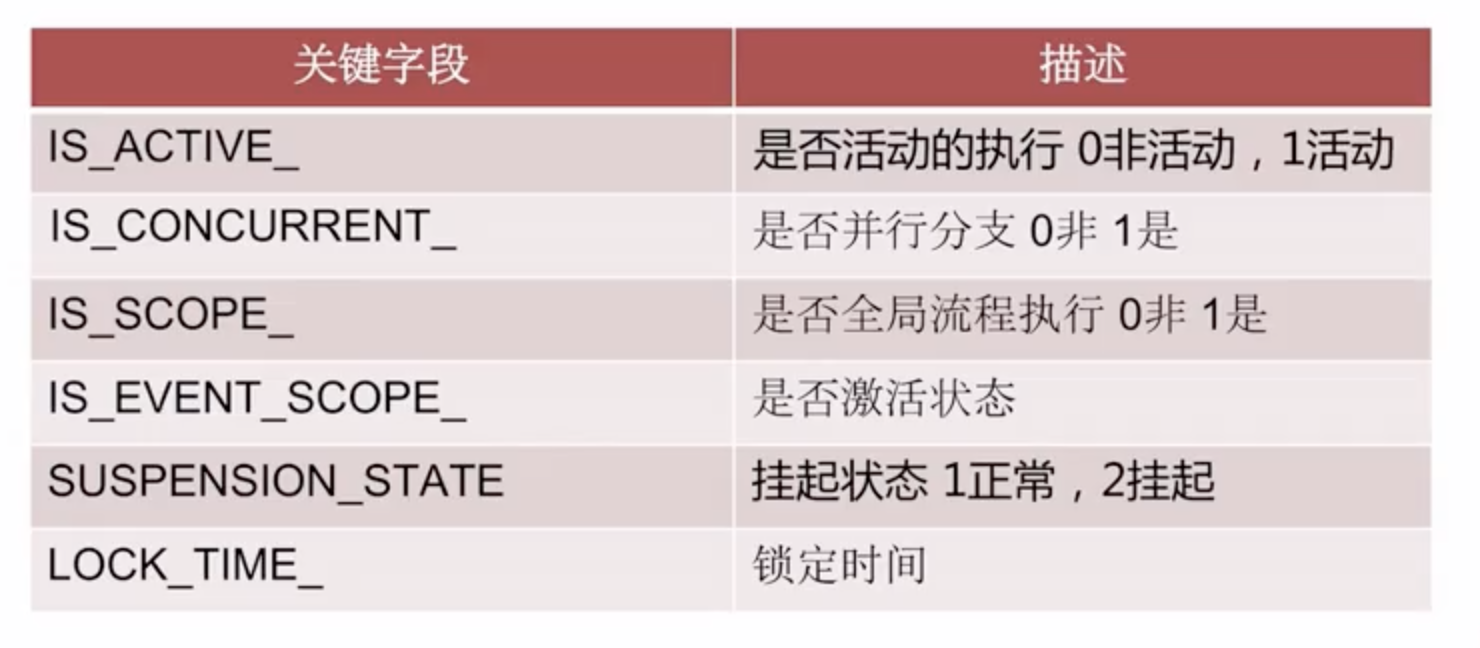 关键字段 描述
IS_ACTIVE_ 是否活动的执行 0非活动，1活动
IS_CONCURRENT_ 是否并行分支 0非 1是
IS_SCOPE_ 是否全局流程执行 0非 1是
IS_EVENT_SCOPE_ 是否激活状态
SUSPENSION_STATE 挂起状态 1正常，2挂起
LOCK_TIME_ 锁定时间